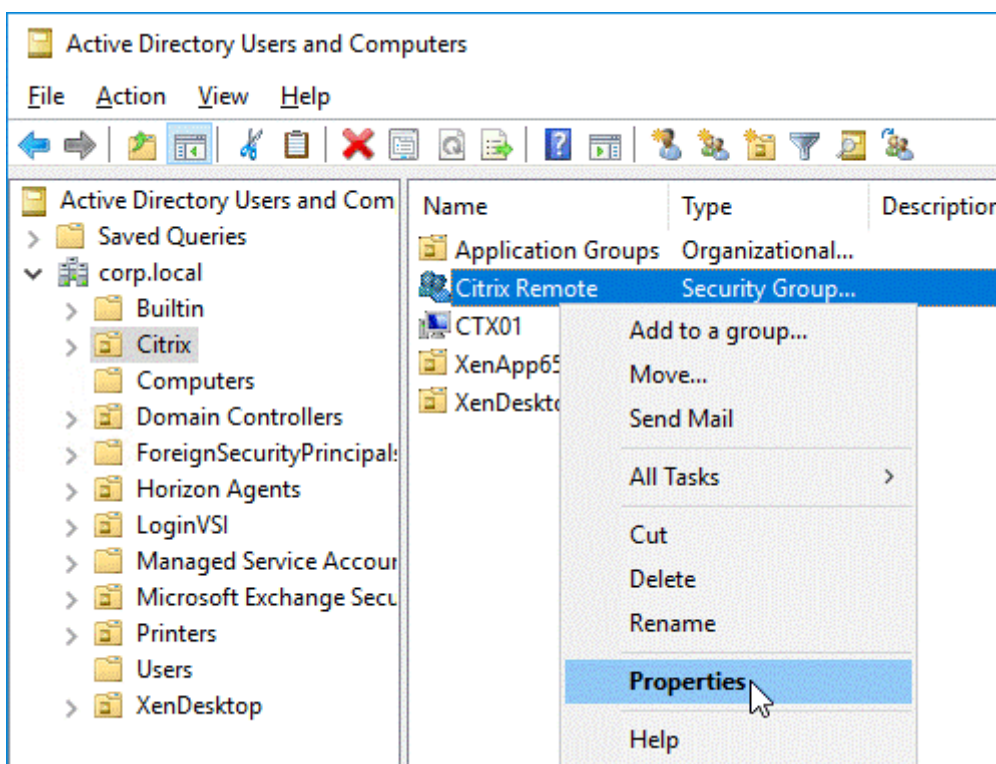 Active Directory Users and Computers
File Action View Help
Active Directory Users and Com
Saved Queries
corp.local
Builtin
Citrix
Computers
Domain Controllers
ForeignSecurityPrincipal:
Horizon Agents
LoginVSI
Managed Service Accour
Microsoft Exchange Secu
Printers
Users
XenDesktop
Name Type Description
Application Groups Organizational...
Citrix Remote Security Group...
CTX01
XenApp65
XenDeskto
Add to a group...
Move...
Send Mail
All Tasks
Cut
Delete
Rename
Properties
Help